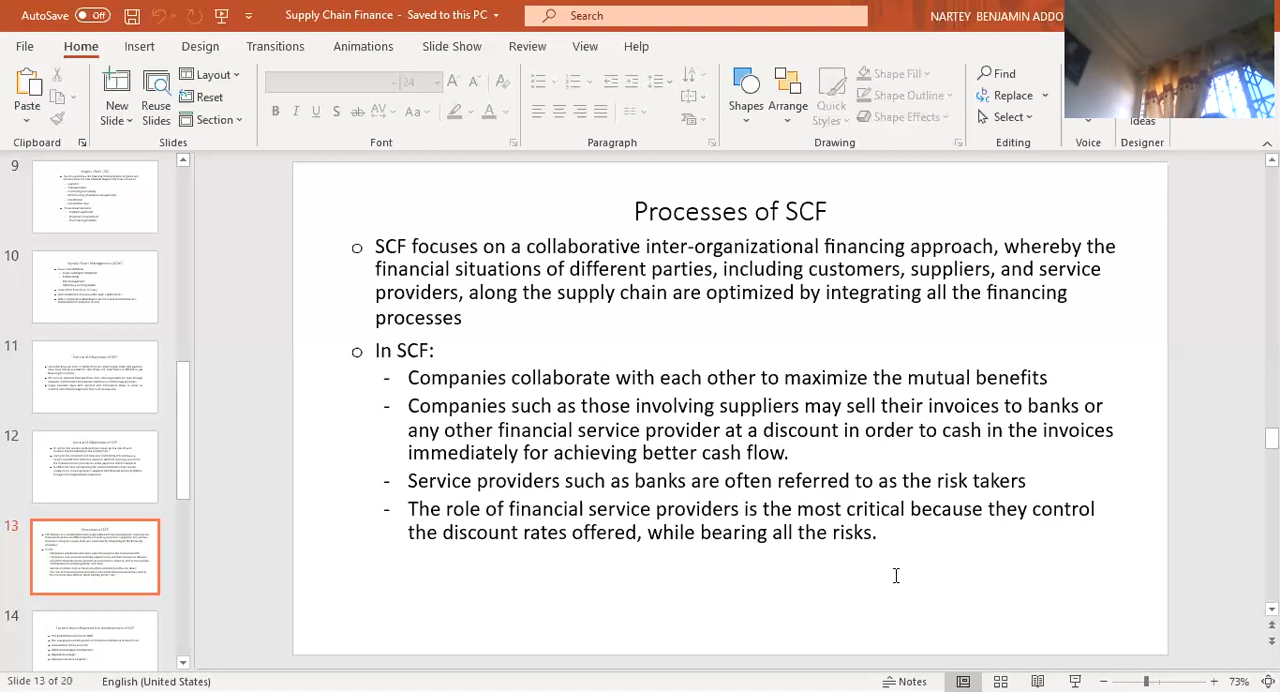 AutoSave Off Supply Chain Finance - Saved to this PC Search NARTEY BENJAMIN ADDO
File Home Insert Design Transitions Animations Slide Show Review View Help
Paste
New Slide
Reuse Slides
Layout
Reset
Section
24
Shapes
Arrange
Quick Styles
Shape Fill
Shape Outline
Shape Effects
Find
Replace
Select
Ideas
Clipboard Slides Font Paragraph Drawing Editing Voice Designer
9
10
11
12
13
14
Processes of SCF
o SCF focuses on a collaborative inter-organizational financing approach, whereby the
financial situations of different parties, including customers, suppliers, and service
providers, along the supply chain are optimized by integrating all the financing
processes
o In SCF:
- Companies collaborate with each other to maximize the mutual benefits
- Companies such as those involving suppliers may sell their invoices to banks or
any other financial service provider at a discount in order to cash in the invoices
immediately for achieving better cash flow.
- Service providers such as banks are often referred to as the risk takers
- The role of financial service providers is the most critical because they control
the discount rates offered, while bearing all the risks.
Slide 13 of 20 English (United States) Notes 73%